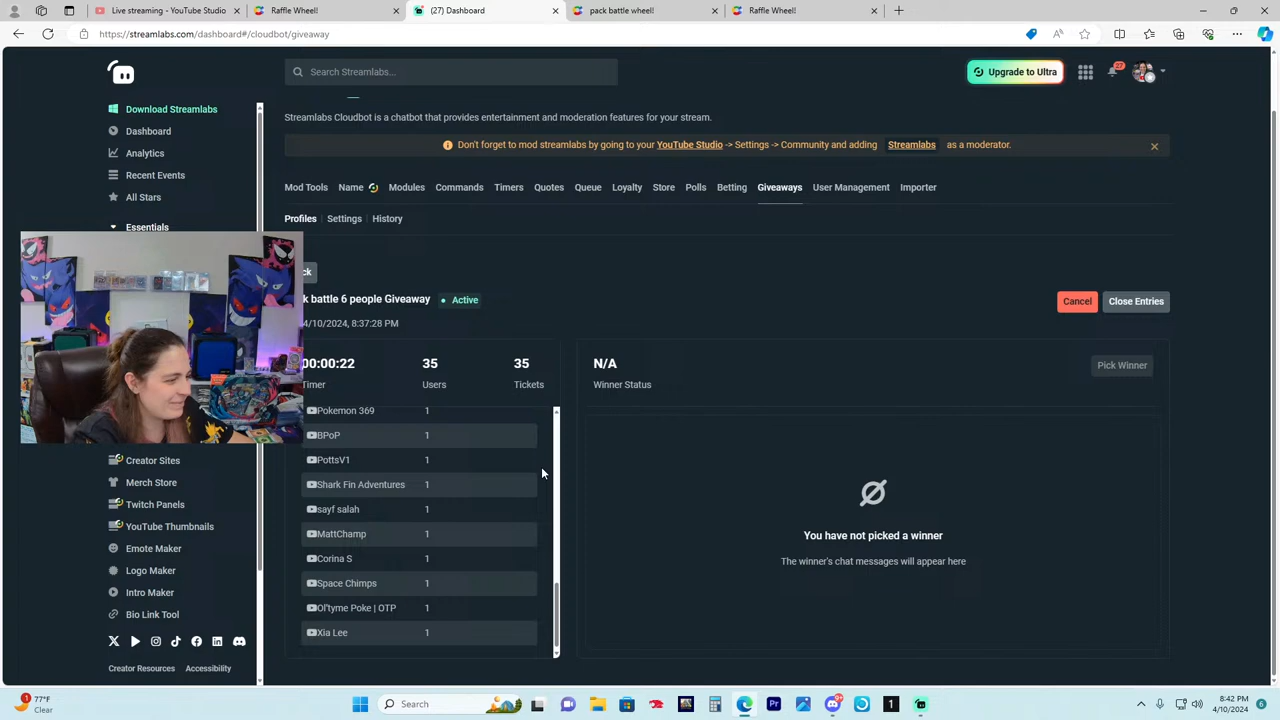 Live streaming - YouTube Studio
Raffle Wheel!
(27) Dashboard
pack battle wheel!
Raffle Wheel!
https://streamlabs.com/dashboard#/cloudbot/giveaway
Search Streamlabs...
Upgrade to Ultra
27
Download Streamlabs
Dashboard
Analytics
Recent Events
All Stars
Essentials
Streamlabs Cloudbot is a chatbot that provides entertainment and moderation features for your stream.
Don't forget to mod streamlabs by going to your YouTube Studio -> Settings -> Community and adding Streamlabs as a moderator.
Mod Tools Name Modules Commands Timers Quotes Queue Loyalty Store Polls Betting Giveaways User Management Importer
Profiles Settings History
ck
k battle 6 people Giveaway Active
Cancel Close Entries
4/10/2024, 8:37:28 PM
00:00:22 35 35
Timer Users Tickets
N/A
Winner Status
Pick Winner
Pokemon 369 1
BPoP 1
PottsV1 1
Shark Fin Adventures 1
sayf salah 1
MattChamp 1
Corina S 1
Space Chimps 1
Ol'tyme Poke | OTP 1
Xia Lee 1
You have not picked a winner
The winner's chat messages will appear here
Creator Sites
Merch Store
Twitch Panels
YouTube Thumbnails
Emote Maker
Logo Maker
Intro Maker
Bio Link Tool
Creator Resources Accessibility
1
77°F
Clear
Search
Pr
1
8:42 PM
4/10/2024